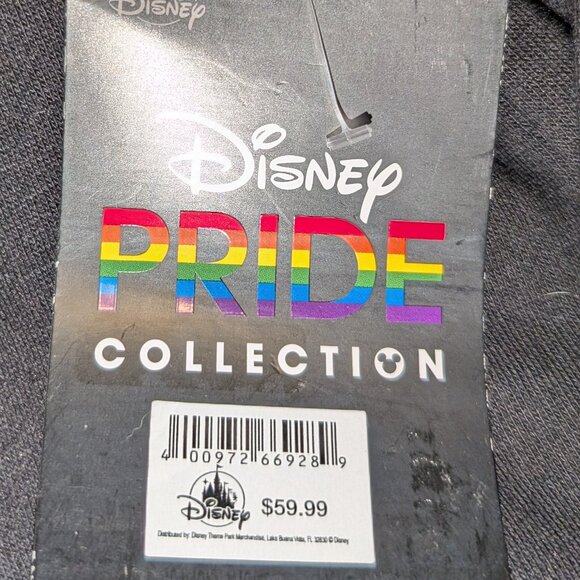 Disney
Disney
PRIDE
COLLECTION
4 00972 66928 9
Disney
$59.99
Distributed by: Disney Theme Park Merchandise, Lake Buena Vista, FL 32830 © Disney